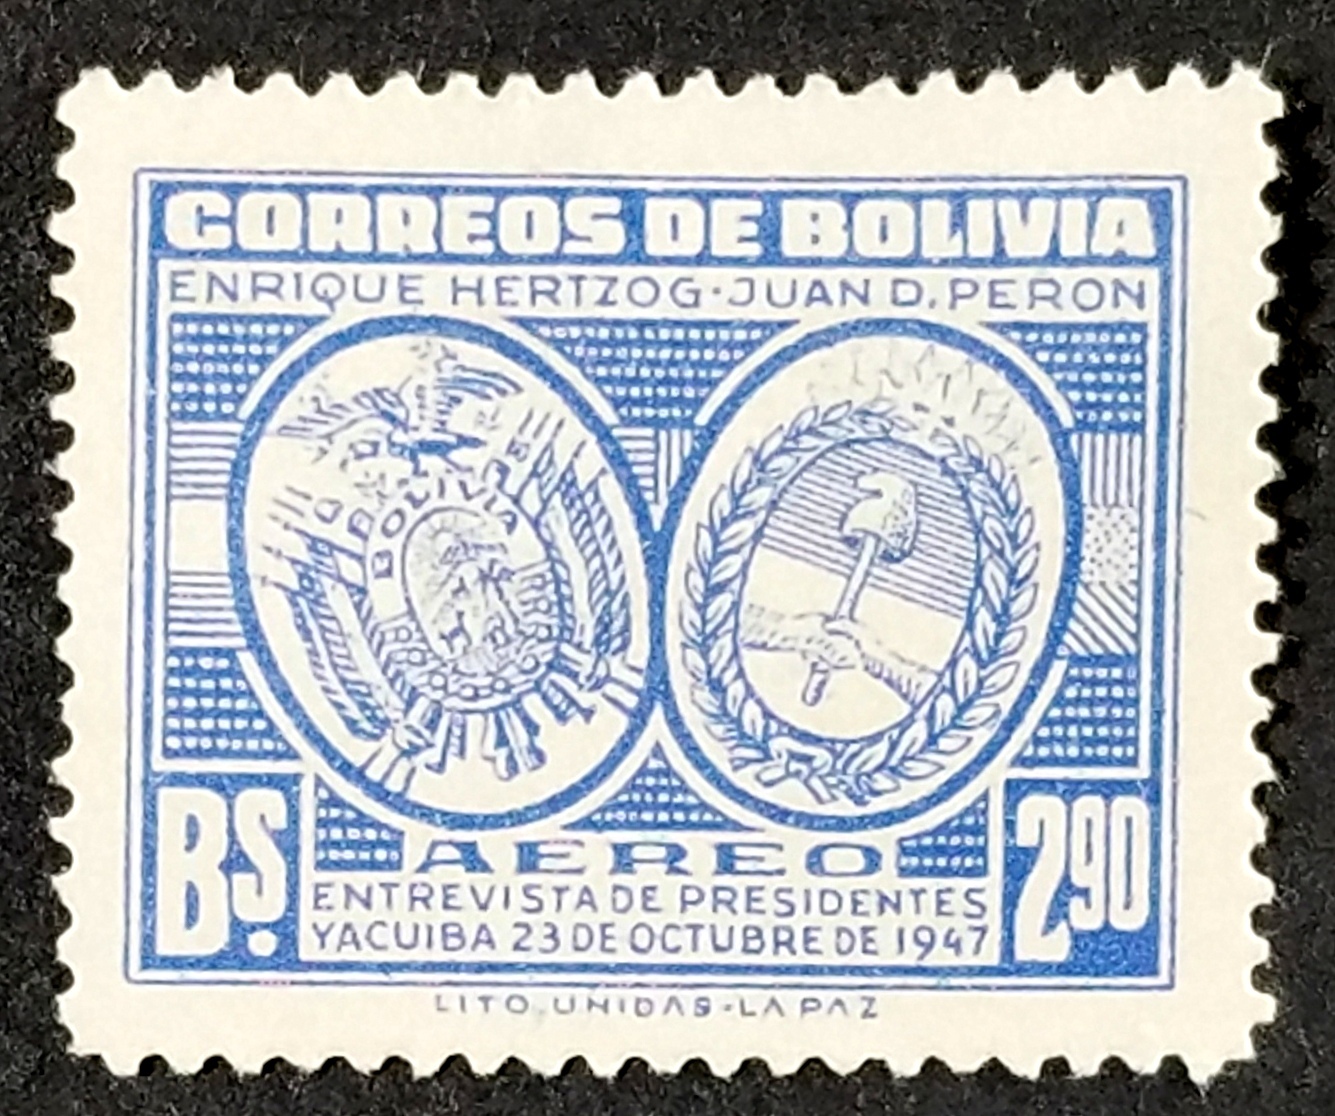 CORREOS DE BOLIVIA
ENRIQUE HERTZOG·JUAN D. PERON
BOLIVIA
Bs. 2.90
AEREO
ENTREVISTA DE PRESIDENTES
YACUIBA 23 DE OCTUBRE DE 1947
LITO. UNIDAS-LA PAZ